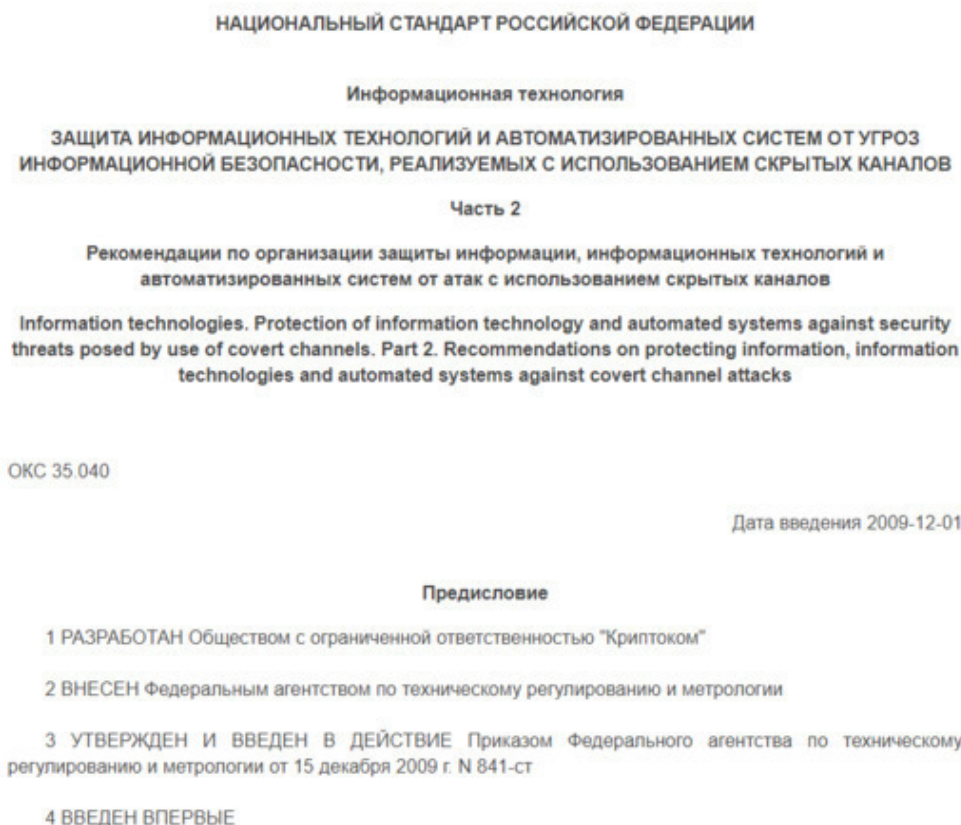 НАЦИОНАЛЬНЫЙ СТАНДАРТ РОССИЙСКОЙ ФЕДЕРАЦИИ
Информационная технология
ЗАЩИТА ИНФОРМАЦИОННЫХ ТЕХНОЛОГИЙ И АВТОМАТИЗИРОВАННЫХ СИСТЕМ ОТ УГРОЗ
ИНФОРМАЦИОННОЙ БЕЗОПАСНОСТИ, РЕАЛИЗУЕМЫХ С ИСПОЛЬЗОВАНИЕМ СКРЫТЫХ КАНАЛОВ
Часть 2
Рекомендации по организации защиты информации, информационных технологий и
автоматизированных систем от атак с использованием скрытых каналов
Information technologies. Protection of information technology and automated systems against security
threats posed by use of covert channels. Part 2. Recommendations on protecting information, information
technologies and automated systems against covert channel attacks
ОКС 35.040
Дата введения 2009-12-01
Предисловие
1 РАЗРАБОТАН Обществом с ограниченной ответственностью "Криптоком"
2 ВНЕСЕН Федеральным агентством по техническому регулированию и метрологии
3 УТВЕРЖДЕН И ВВЕДЕН В ДЕЙСТВИЕ Приказом Федерального агентства по техническому
регулированию и метрологии от 15 декабря 2009 г. N 841-ст
4 ВВЕДЕН ВПЕРВЫЕ